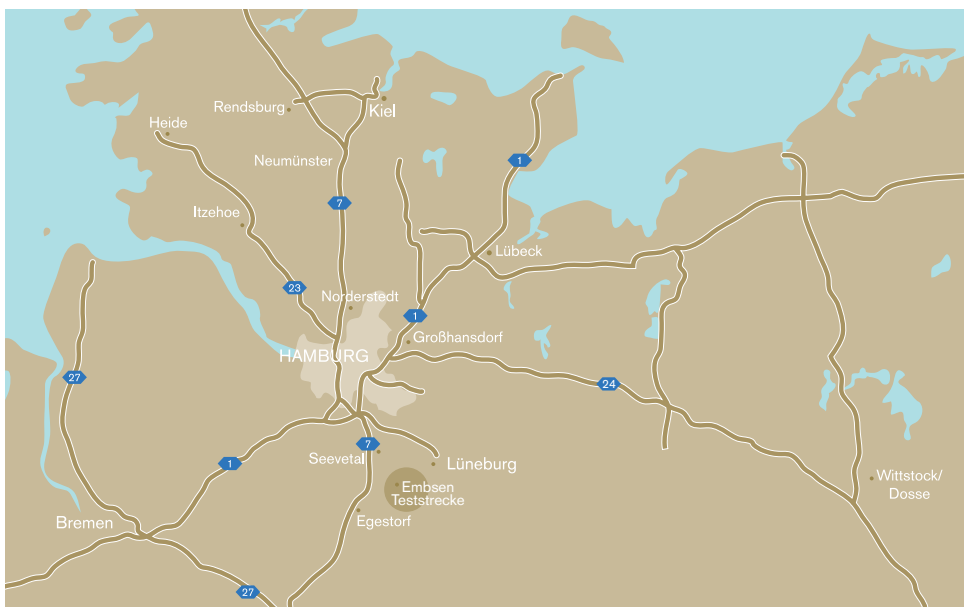 Rendsburg
Kiel
Heide
Neumünster
1
7
Itzehoe
Lübeck
23
Norderstedt
1
Großhansdorf
HAMBURG
27
24
7
Seevetal
1
Lüneburg
Embsen
Teststrecke
Wittstock/
Dosse
Egestorf
Bremen
27